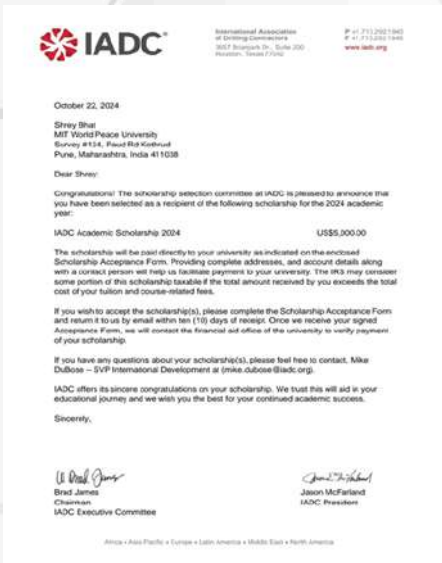 IADC
International Association
of Drilling Contractors
Houston, Texas 77042
www.iadc.org
October 22, 2024
Shrey Bhat
MIT World Peace University
Survey #124, Paud Rd Kothrud
Pune, Maharashtra, India 411038
Dear Shrey:
Congratulations! The scholarship selection committee at IADC is pleased to announce that
you have been selected as a recipient of the following scholarship for the 2024 academic
year:
IADC Academic Scholarship 2024 US$5,000.00
The scholarship will be paid directly to your university as indicated on the enclosed
Scholarship Acceptance Form. Providing complete addresses, and account details along
with a contact person will help us facilitate payment to your university. The IRS may consider
some portion of this scholarship taxable if the total amount received by you exceeds the total
cost of your tuition and course-related fees.
If you wish to accept the scholarship(s), please complete the Scholarship Acceptance Form
and return it to us by email within ten (10) days of receipt. Once we receive your signed
Acceptance Form, we will contact the financial aid office of the university to verify payment
of your scholarship.
If you have any questions about your scholarship(s), please feel free to contact, Mike
DuBose – SVP International Development at (mike.dubose@iadc.org).
IADC offers its sincere congratulations on your scholarship. We trust this will aid in your
educational journey and we wish you the best for your continued academic success.
Sincerely,
Brad James
Chairman
IADC Executive Committee
Jason McFarland
IADC President
Africa • Asia Pacific • Europe • Latin America • Middle East • North America